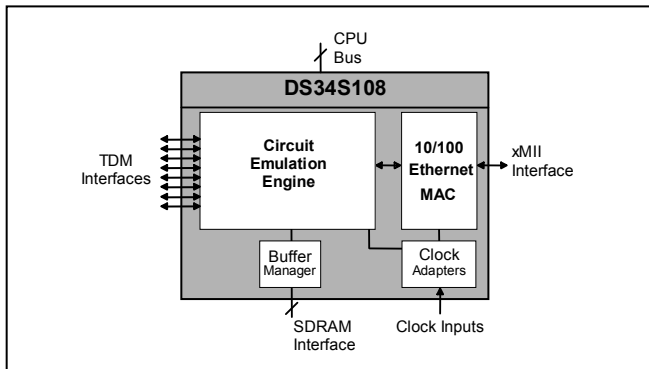 CPU
Bus
DS34S108
TDM
Interfaces
Circuit
Emulation
Engine
10/100
Ethernet
MAC
xMII
Interface
Buffer
Manager
Clock
Adapters
SDRAM
Interface
Clock Inputs